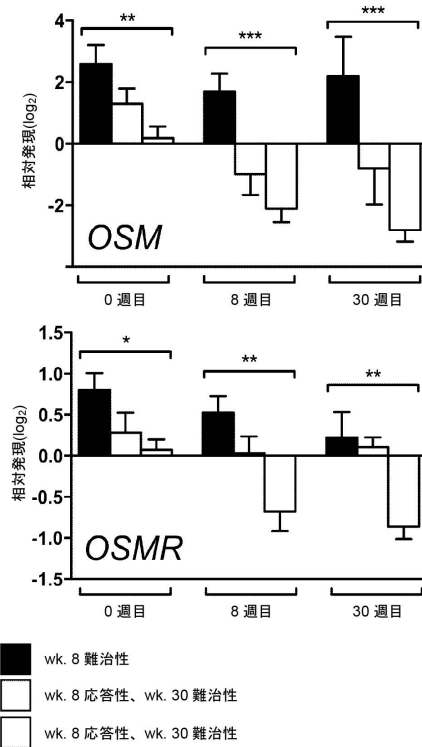 4
2
0
-2
相対発現(log₂)
**
***
***
OSM
0 週目
8 週目
30 週目
1.5
1.0
0.5
0.0
-0.5
-1.0
-1.5
相対発現(log₂)
*
**
**
OSMR
0 週目
8 週目
30 週目
wk. 8 難治性
wk. 8 応答性、wk. 30 難治性
wk. 8 応答性、wk. 30 難治性